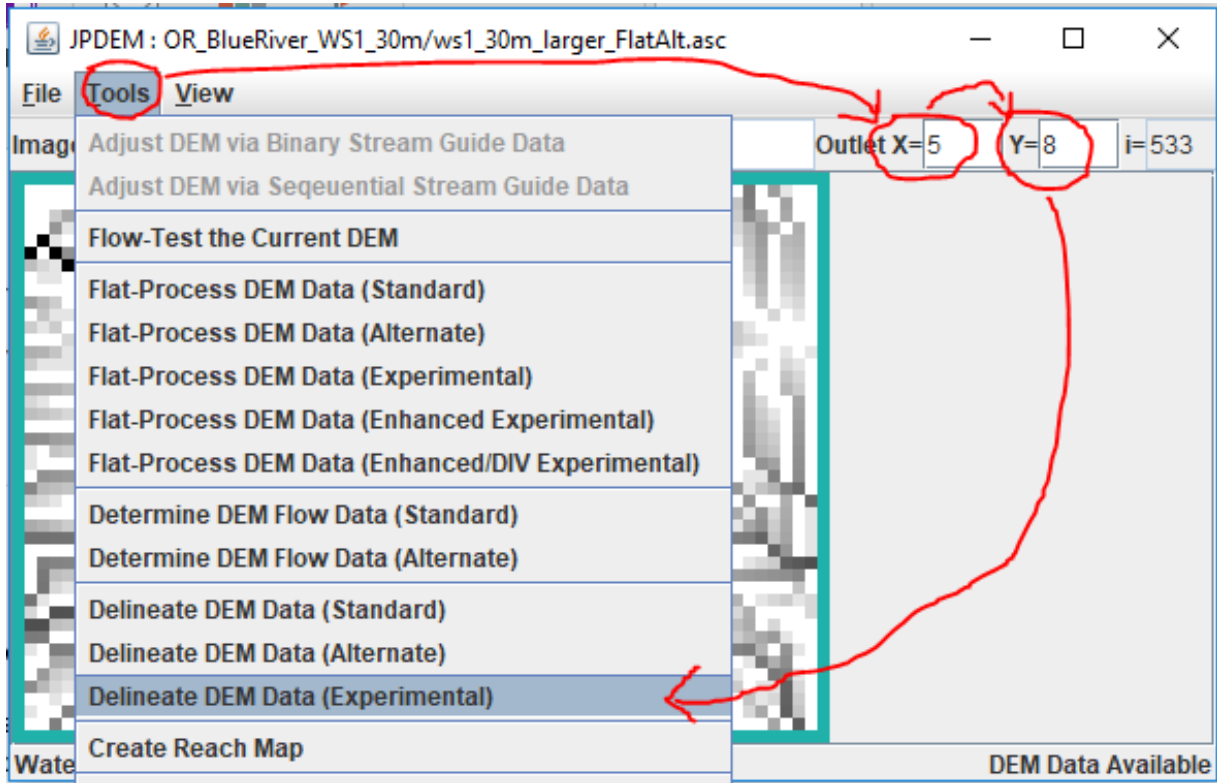 JPDEM : OR_BlueRiver_WS1_30m/ws1_30m_larger_FlatAlt.asc
File Tools View
Outlet X= 5 Y= 8 i= 533
Adjust DEM via Binary Stream Guide Data
Adjust DEM via Seqeuential Stream Guide Data
Flow-Test the Current DEM
Flat-Process DEM Data (Standard)
Flat-Process DEM Data (Alternate)
Flat-Process DEM Data (Experimental)
Flat-Process DEM Data (Enhanced Experimental)
Flat-Process DEM Data (Enhanced/DIV Experimental)
Determine DEM Flow Data (Standard)
Determine DEM Flow Data (Alternate)
Delineate DEM Data (Standard)
Delineate DEM Data (Alternate)
Delineate DEM Data (Experimental)
Create Reach Map
DEM Data Available